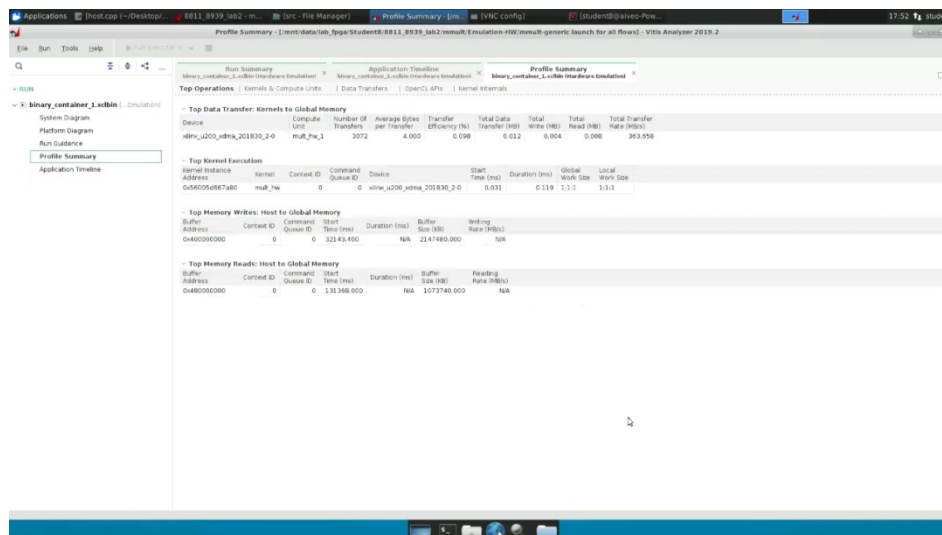 Applications [host.cpp (~/Desktop/... 8811_8939_lab2 - m... [src - File Manager] Profile Summary - [/m... [VNC config] [studentB@alveo-Pow... 17:52
Profile Summary - [/mnt/data/lab_fpga/StudentB/8811_8939_lab2/mmult/Emulation-HW/mmult-generic launch for all flows] - Vitis Analyzer 2019.2
File Run Tools Help
Run Summary Application Timeline Profile Summary
binary_container_1.xclbin (Hardware Emulation) binary_container_1.xclbin (Hardware Emulation) binary_container_1.xclbin (Hardware Emulation)
RUN
binary_container_1.xclbin (...Emulation)
System Diagram
Platform Diagram
Run Guidance
Profile Summary
Application Timeline
Top Operations | Kernels & Compute Units | Data Transfers | OpenCL APIs | Kernel Internals
Top Data Transfer: Kernels to Global Memory
Device Compute Unit Number Of Transfers Average Bytes per Transfer Transfer Efficiency (%) Total Data Transfer (MB) Total Write (MB) Total Read (MB) Total Transfer Rate (MB/s)
xilinx_u200_xdma_201830_2-0 mult_hw_1 3072 4.000 0.098 0.012 0.004 0.008 363.658
Top Kernel Execution
Kernel Instance Address Kernel Context ID Command Queue ID Device Start Time (ms) Duration (ms) Global Work Size Local Work Size
0x56005d667a80 mult_hw 0 0 xilinx_u200_xdma_201830_2-0 0.031 0.119 1:1:1 1:1:1
Top Memory Writes: Host to Global Memory
Buffer Address Context ID Command Queue ID Start Time (ms) Duration (ms) Buffer Size (KB) Writing Rate (MB/s)
0x400000000 0 0 32143.400 N/A 2147480.000 N/A
Top Memory Reads: Host to Global Memory
Buffer Address Context ID Command Queue ID Start Time (ms) Duration (ms) Buffer Size (KB) Reading Rate (MB/s)
0x480000000 0 0 131368.000 N/A 1073740.000 N/A